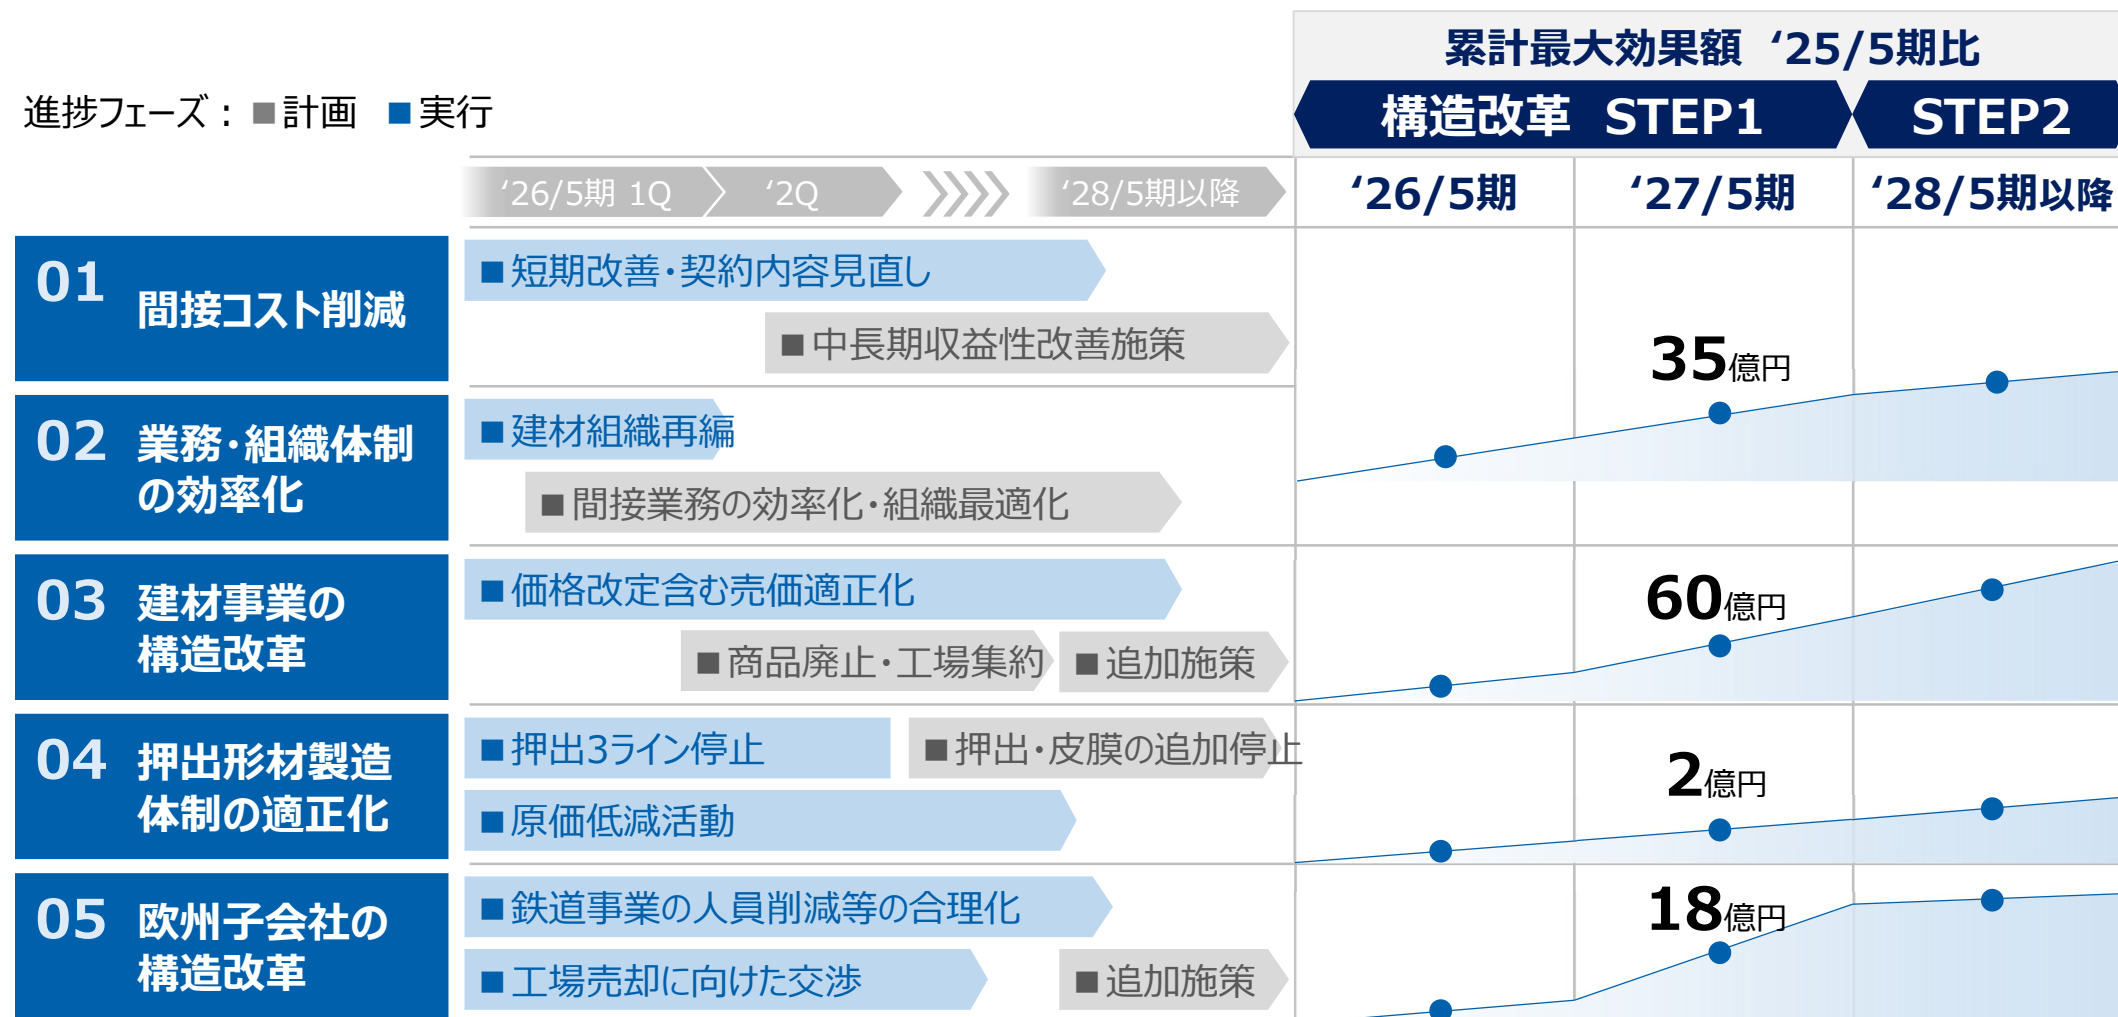 累計最大効果額 ‘25/5期比
進捗フェーズ：■計画 ■実行
構造改革 STEP1
STEP2
‘26/5期 1Q
‘2Q
‘28/5期以降
‘26/5期
‘27/5期
‘28/5期以降
01
間接コスト削減
■短期改善・契約内容見直し
■中長期収益性改善施策
35億円
02
業務・組織体制
の効率化
■建材組織再編
■間接業務の効率化・組織最適化
03
建材事業の
構造改革
■価格改定含む売価適正化
■商品廃止・工場集約
■追加施策
60億円
04
押出形材製造
体制の適正化
■押出3ライン停止
■押出・皮膜の追加停止
■原価低減活動
2億円
05
欧州子会社の
構造改革
■鉄道事業の人員削減等の合理化
■工場売却に向けた交渉
■追加施策
18億円